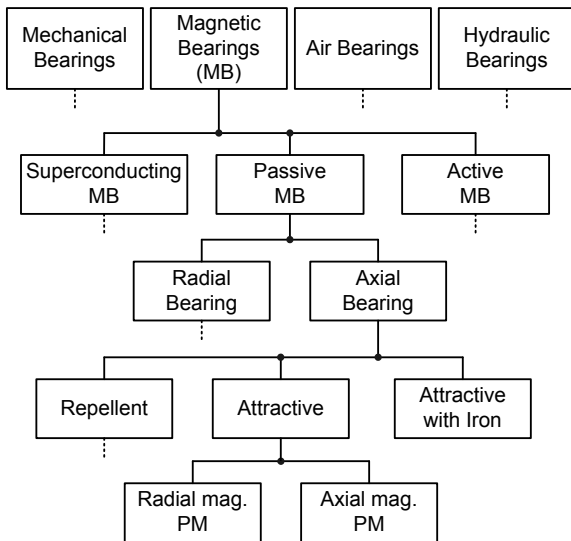 Mechanical
Bearings
Magnetic
Bearings
(MB)
Air Bearings
Hydraulic
Bearings
Superconducting
MB
Passive
MB
Active
MB
Radial
Bearing
Axial
Bearing
Repellent
Attractive
Attractive
with Iron
Radial mag.
PM
Axial mag.
PM